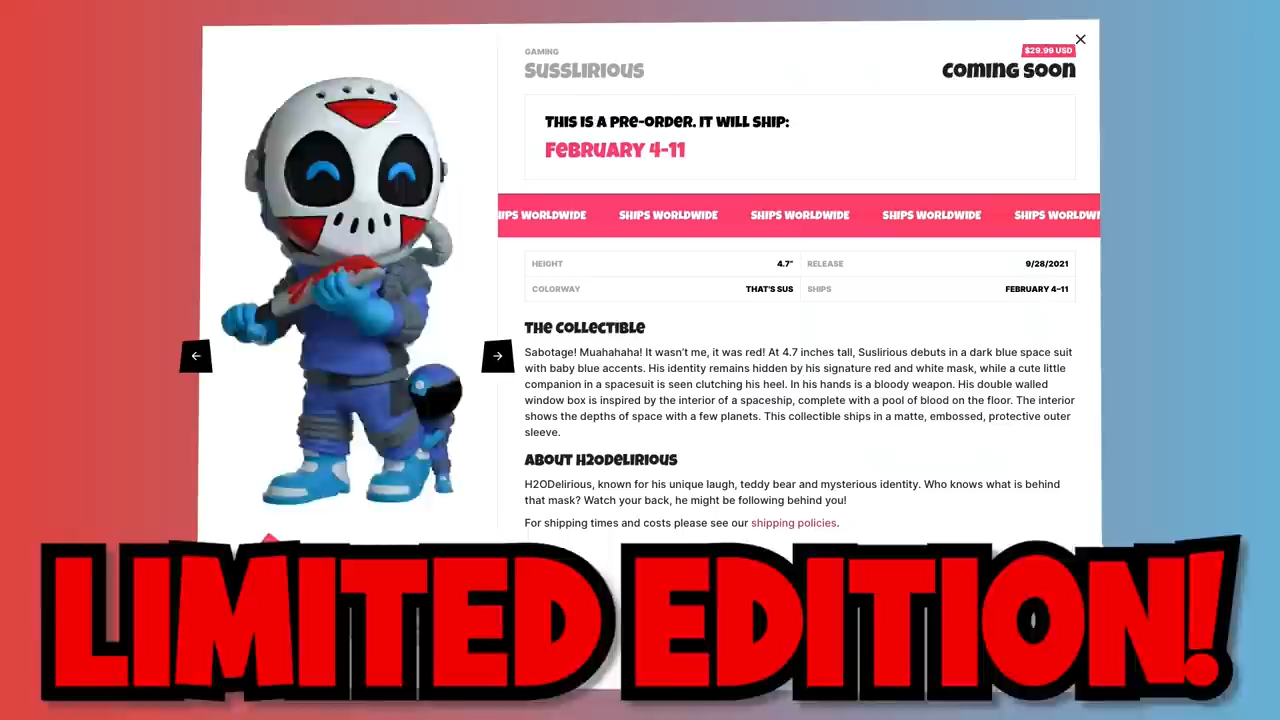 GAMING
SUSSLIRIOUS
$29.99 USD
COMING SOON
THIS IS A PRE-ORDER. IT WILL SHIP:
FEBRUARY 4-11
IPS WORLDWIDE SHIPS WORLDWIDE SHIPS WORLDWIDE SHIPS WORLDWIDE SHIPS WORLDW
HEIGHT 4.7" RELEASE 9/28/2021
COLORWAY THAT'S SUS SHIPS FEBRUARY 4–11
THE COLLECTIBLE
Sabotage! Muahahaha! It wasn't me, it was red! At 4.7 inches tall, Suslirious debuts in a dark blue space suit
with baby blue accents. His identity remains hidden by his signature red and white mask, while a cute little
companion in a spacesuit is seen clutching his heel. In his hands is a bloody weapon. His double walled
window box is inspired by the interior of a spaceship, complete with a pool of blood on the floor. The interior
shows the depths of space with a few planets. This collectible ships in a matte, embossed, protective outer
sleeve.
ABOUT H2ODELIRIOUS
H2ODelirious, known for his unique laugh, teddy bear and mysterious identity. Who knows what is behind
that mask? Watch your back, he might be following behind you!
For shipping times and costs please see our shipping policies.
LIMITED EDITION!